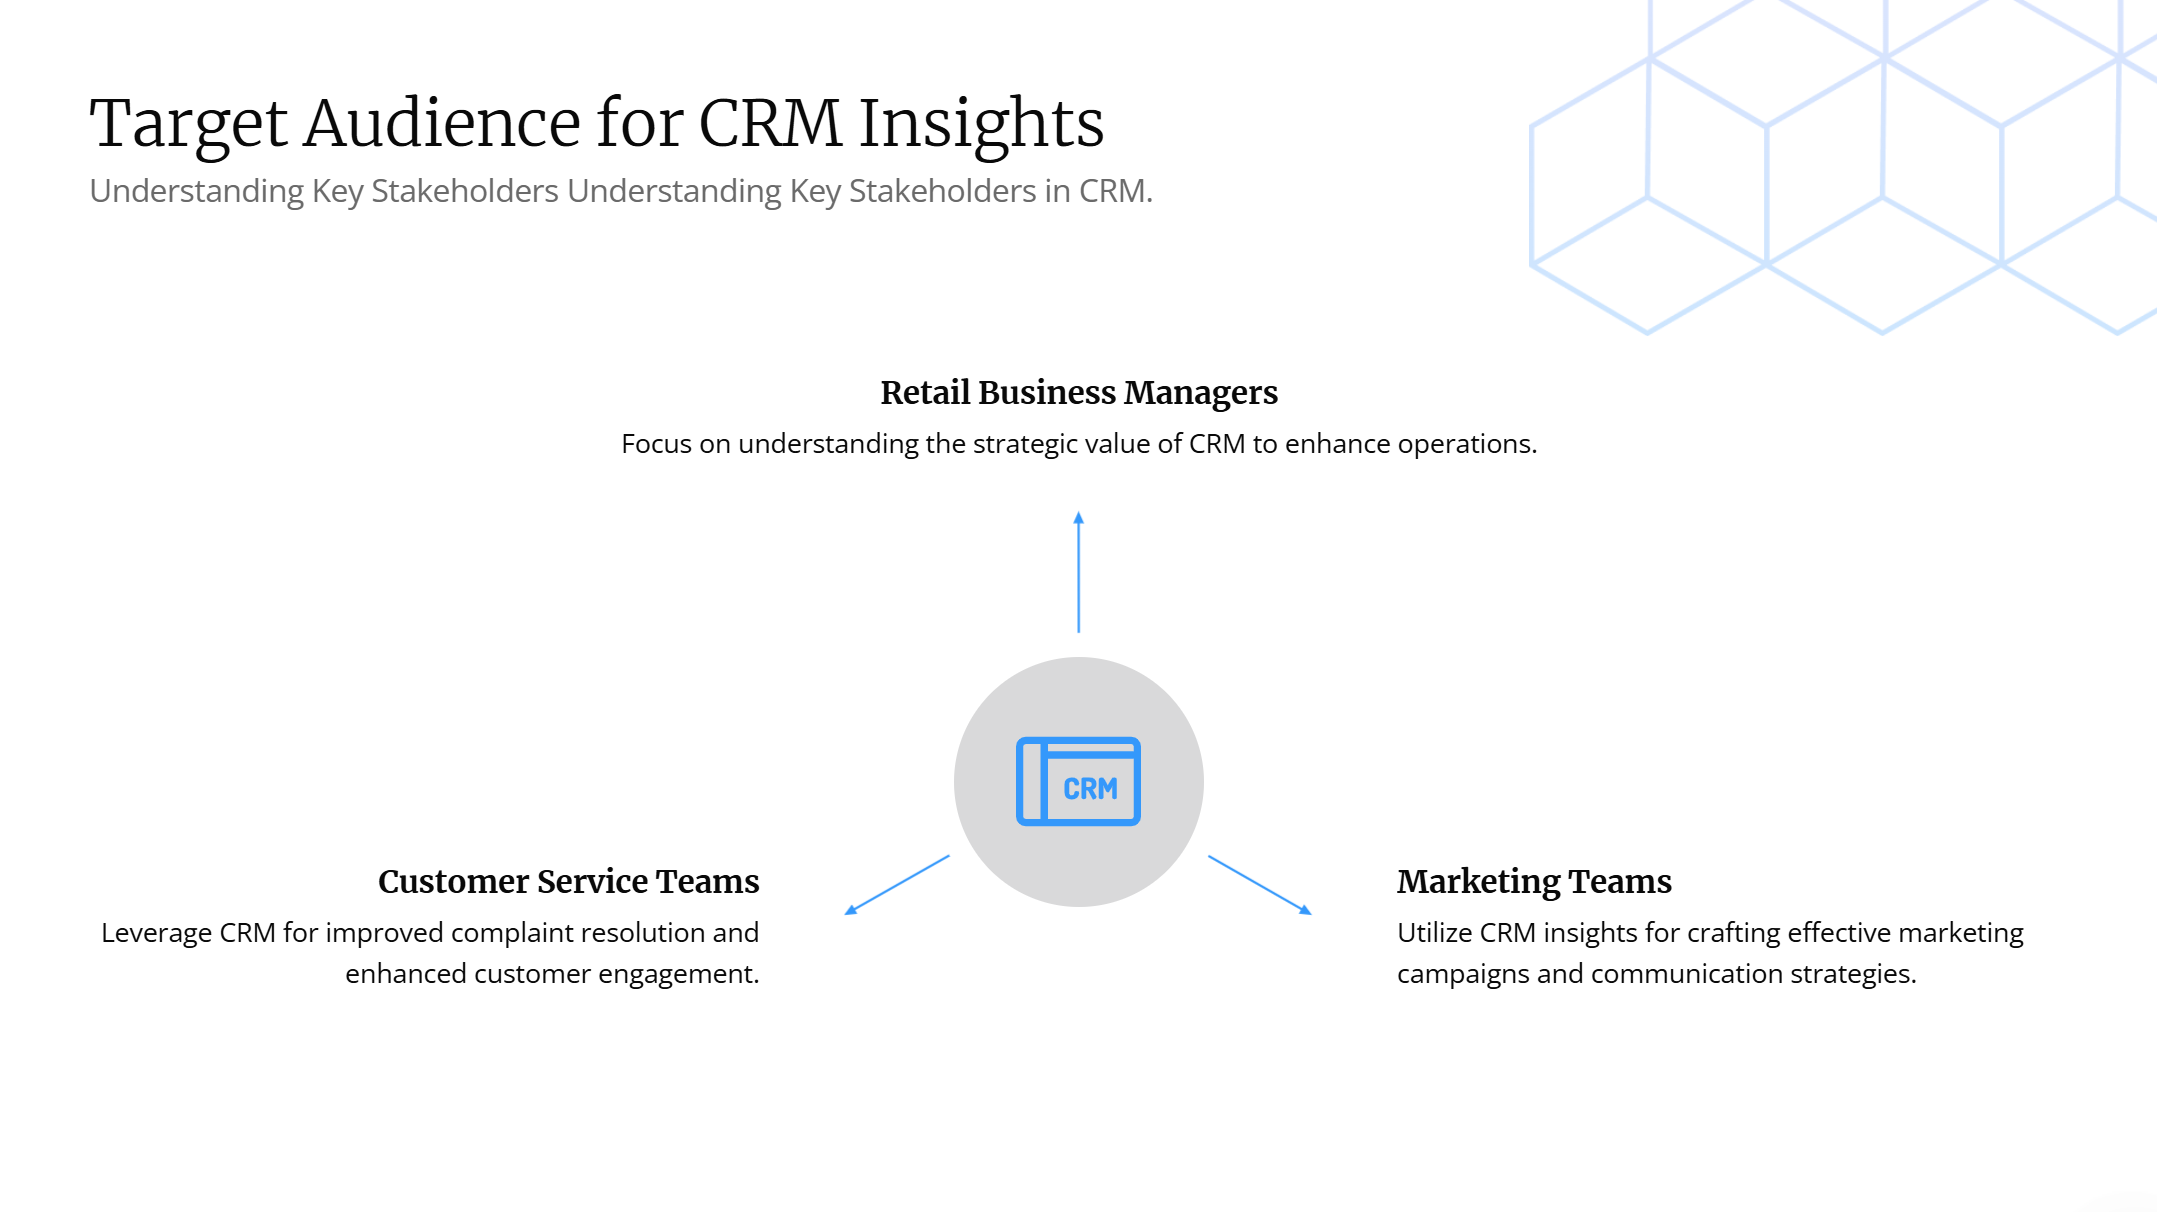 Target Audience for CRM Insights
Understanding Key Stakeholders Understanding Key Stakeholders in CRM.
Retail Business Managers
Focus on understanding the strategic value of CRM to enhance operations.
CRM
Customer Service Teams
Leverage CRM for improved complaint resolution and
enhanced customer engagement.
Marketing Teams
Utilize CRM insights for crafting effective marketing
campaigns and communication strategies.